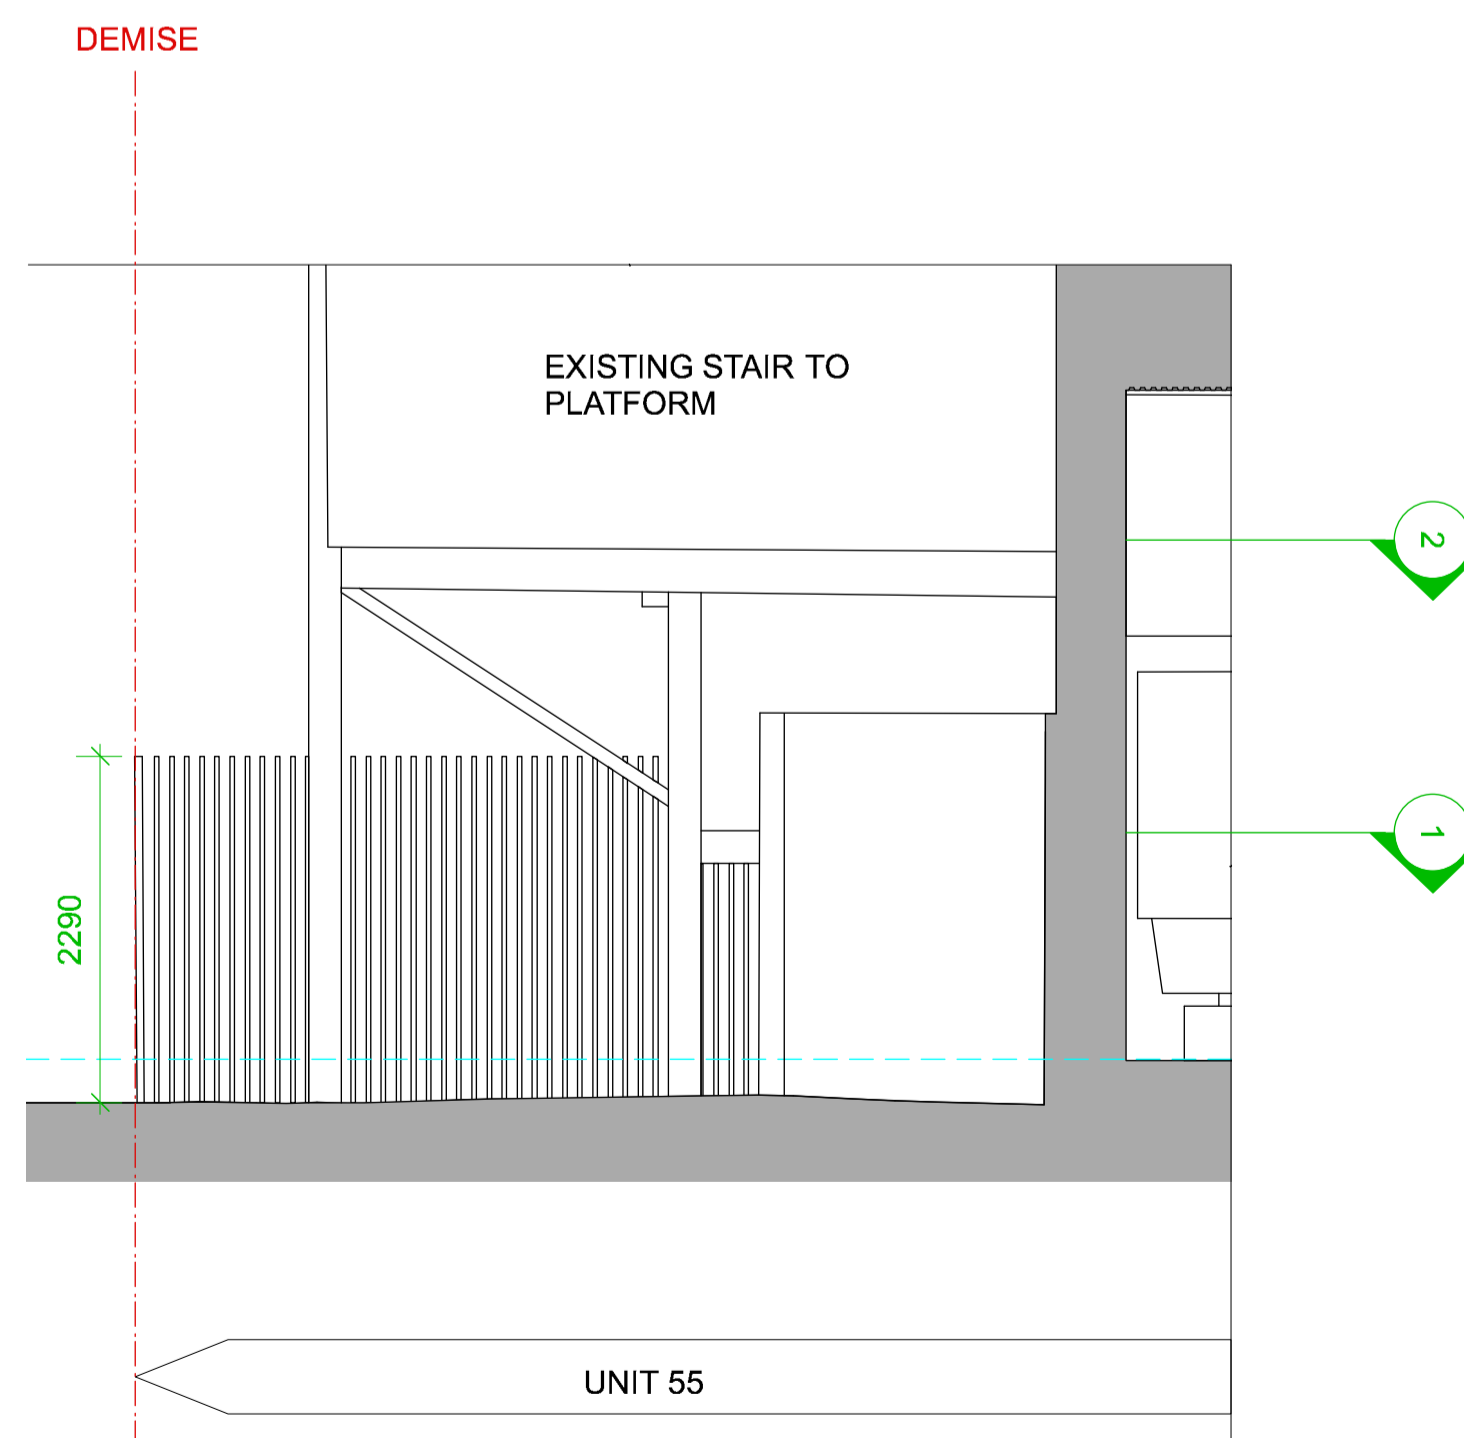 DEMISE
EXISTING STAIR TO
PLATFORM
2
1
2290
UNIT 55